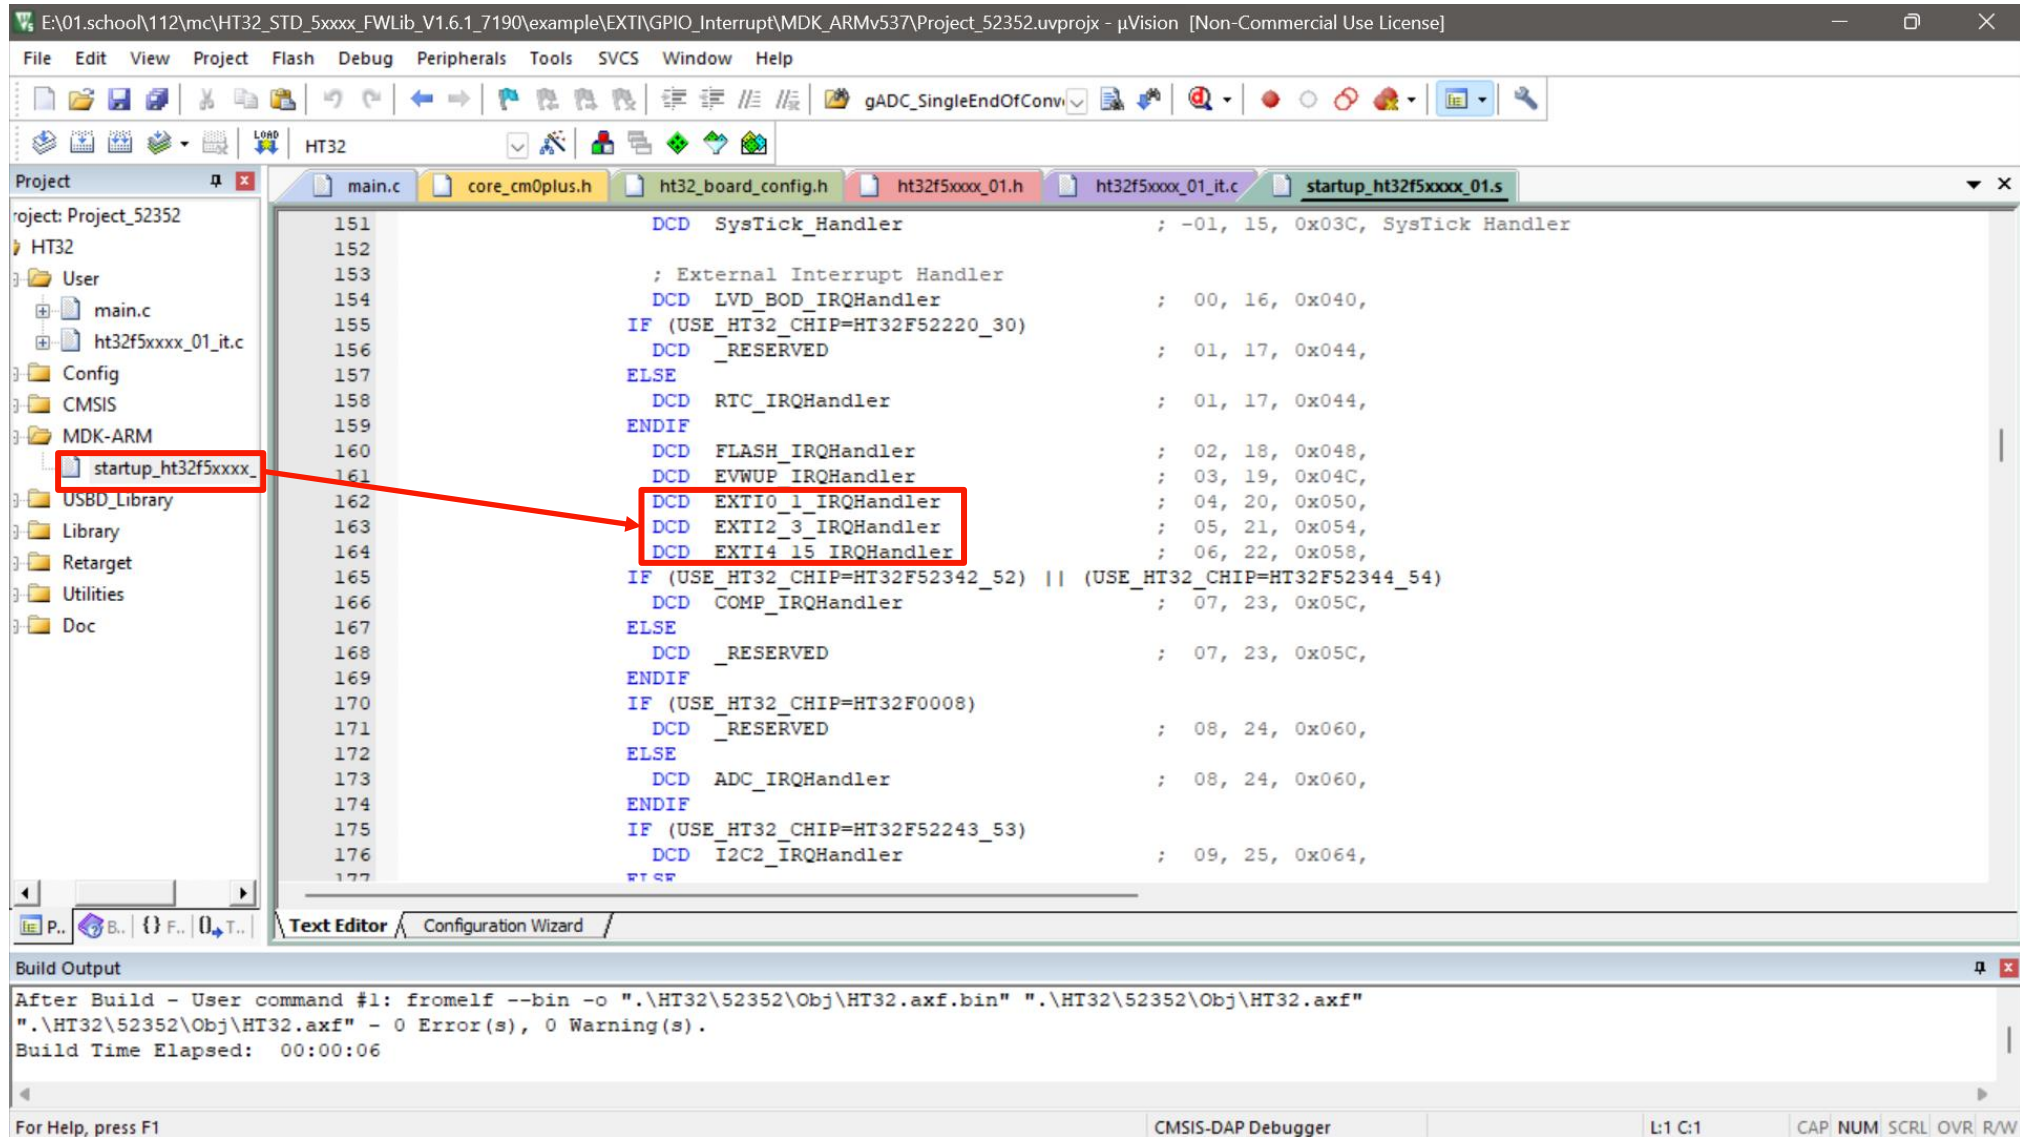 E:\01.school\112\mc\HT32_STD_5xxxx_FWLib_V1.6.1_7190\example\EXTI\GPIO_Interrupt\MDK_ARMv537\Project_52352.uvprojx - µVision [Non-Commercial Use License]
File Edit View Project Flash Debug Peripherals Tools SVCS Window Help
gADC_SingleEndOfConv
LOAD HT32
Project
main.c core_cm0plus.h ht32_board_config.h ht32f5xxxx_01.h ht32f5xxxx_01_it.c startup_ht32f5xxxx_01.s
roject: Project_52352
HT32
User
main.c
ht32f5xxxx_01_it.c
Config
CMSIS
MDK-ARM
startup_ht32f5xxxx_
USBD_Library
Library
Retarget
Utilities
Doc
151 DCD SysTick_Handler ; -01, 15, 0x03C, SysTick Handler
152
153 ; External Interrupt Handler
154 DCD LVD_BOD_IRQHandler ; 00, 16, 0x040,
155 IF (USE_HT32_CHIP=HT32F52220_30)
156 DCD _RESERVED ; 01, 17, 0x044,
157 ELSE
158 DCD RTC_IRQHandler ; 01, 17, 0x044,
159 ENDIF
160 DCD FLASH_IRQHandler ; 02, 18, 0x048,
161 DCD EVWUP_IRQHandler ; 03, 19, 0x04C,
162 DCD EXTI0_1_IRQHandler ; 04, 20, 0x050,
163 DCD EXTI2_3_IRQHandler ; 05, 21, 0x054,
164 DCD EXTI4_15_IRQHandler ; 06, 22, 0x058,
165 IF (USE_HT32_CHIP=HT32F52342_52) || (USE_HT32_CHIP=HT32F52344_54)
166 DCD COMP_IRQHandler ; 07, 23, 0x05C,
167 ELSE
168 DCD _RESERVED ; 07, 23, 0x05C,
169 ENDIF
170 IF (USE_HT32_CHIP=HT32F0008)
171 DCD _RESERVED ; 08, 24, 0x060,
172 ELSE
173 DCD ADC_IRQHandler ; 08, 24, 0x060,
174 ENDIF
175 IF (USE_HT32_CHIP=HT32F52243_53)
176 DCD I2C2_IRQHandler ; 09, 25, 0x064,
177 ELSE
P.. B.. {} F.. T..
Text Editor Configuration Wizard
Build Output
After Build - User command #1: fromelf --bin -o ".\HT32\52352\Obj\HT32.axf.bin" ".\HT32\52352\Obj\HT32.axf"
".\HT32\52352\Obj\HT32.axf" - 0 Error(s), 0 Warning(s).
Build Time Elapsed: 00:00:06
For Help, press F1 CMSIS-DAP Debugger L:1 C:1 CAP NUM SCRL OVR R/W